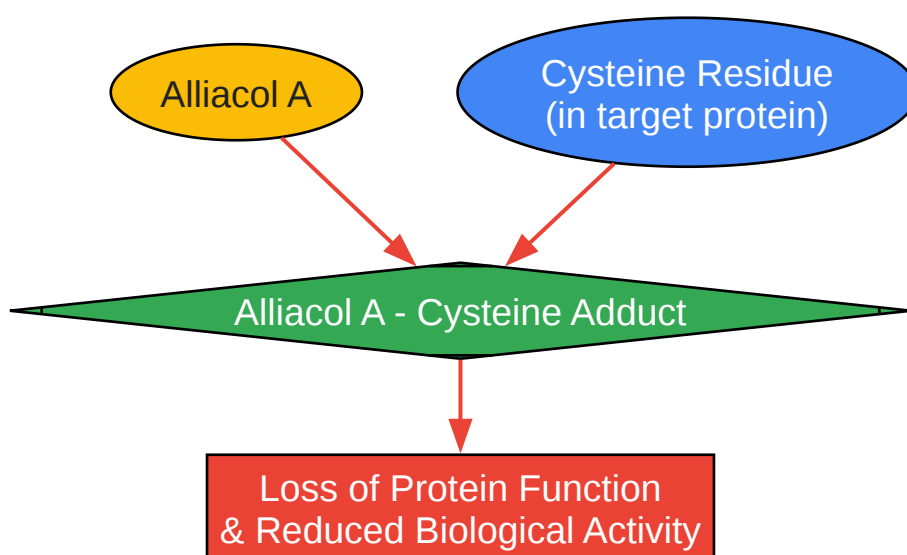 Alliacol A
Cysteine Residue
(in target protein)
Alliacol A - Cysteine Adduct
Loss of Protein Function
& Reduced Biological Activity